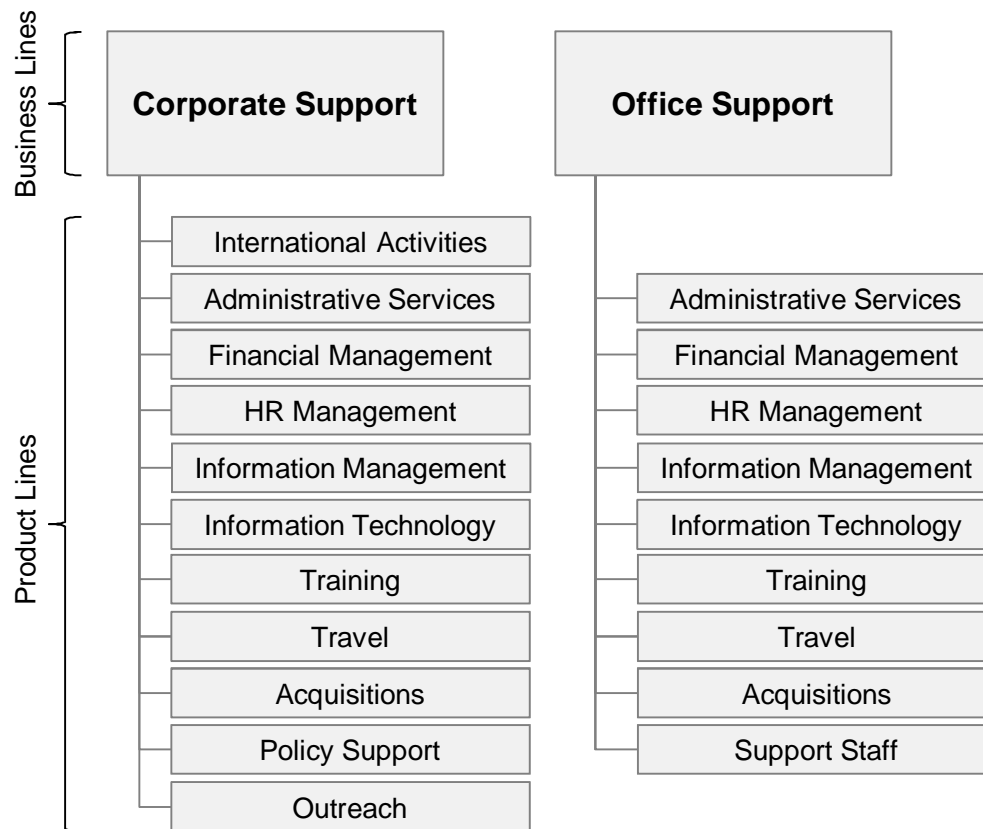 Business Lines
Corporate Support
Office Support
Product Lines
International Activities
Administrative Services
Financial Management
HR Management
Information Management
Information Technology
Training
Travel
Acquisitions
Policy Support
Outreach
Administrative Services
Financial Management
HR Management
Information Management
Information Technology
Training
Travel
Acquisitions
Support Staff